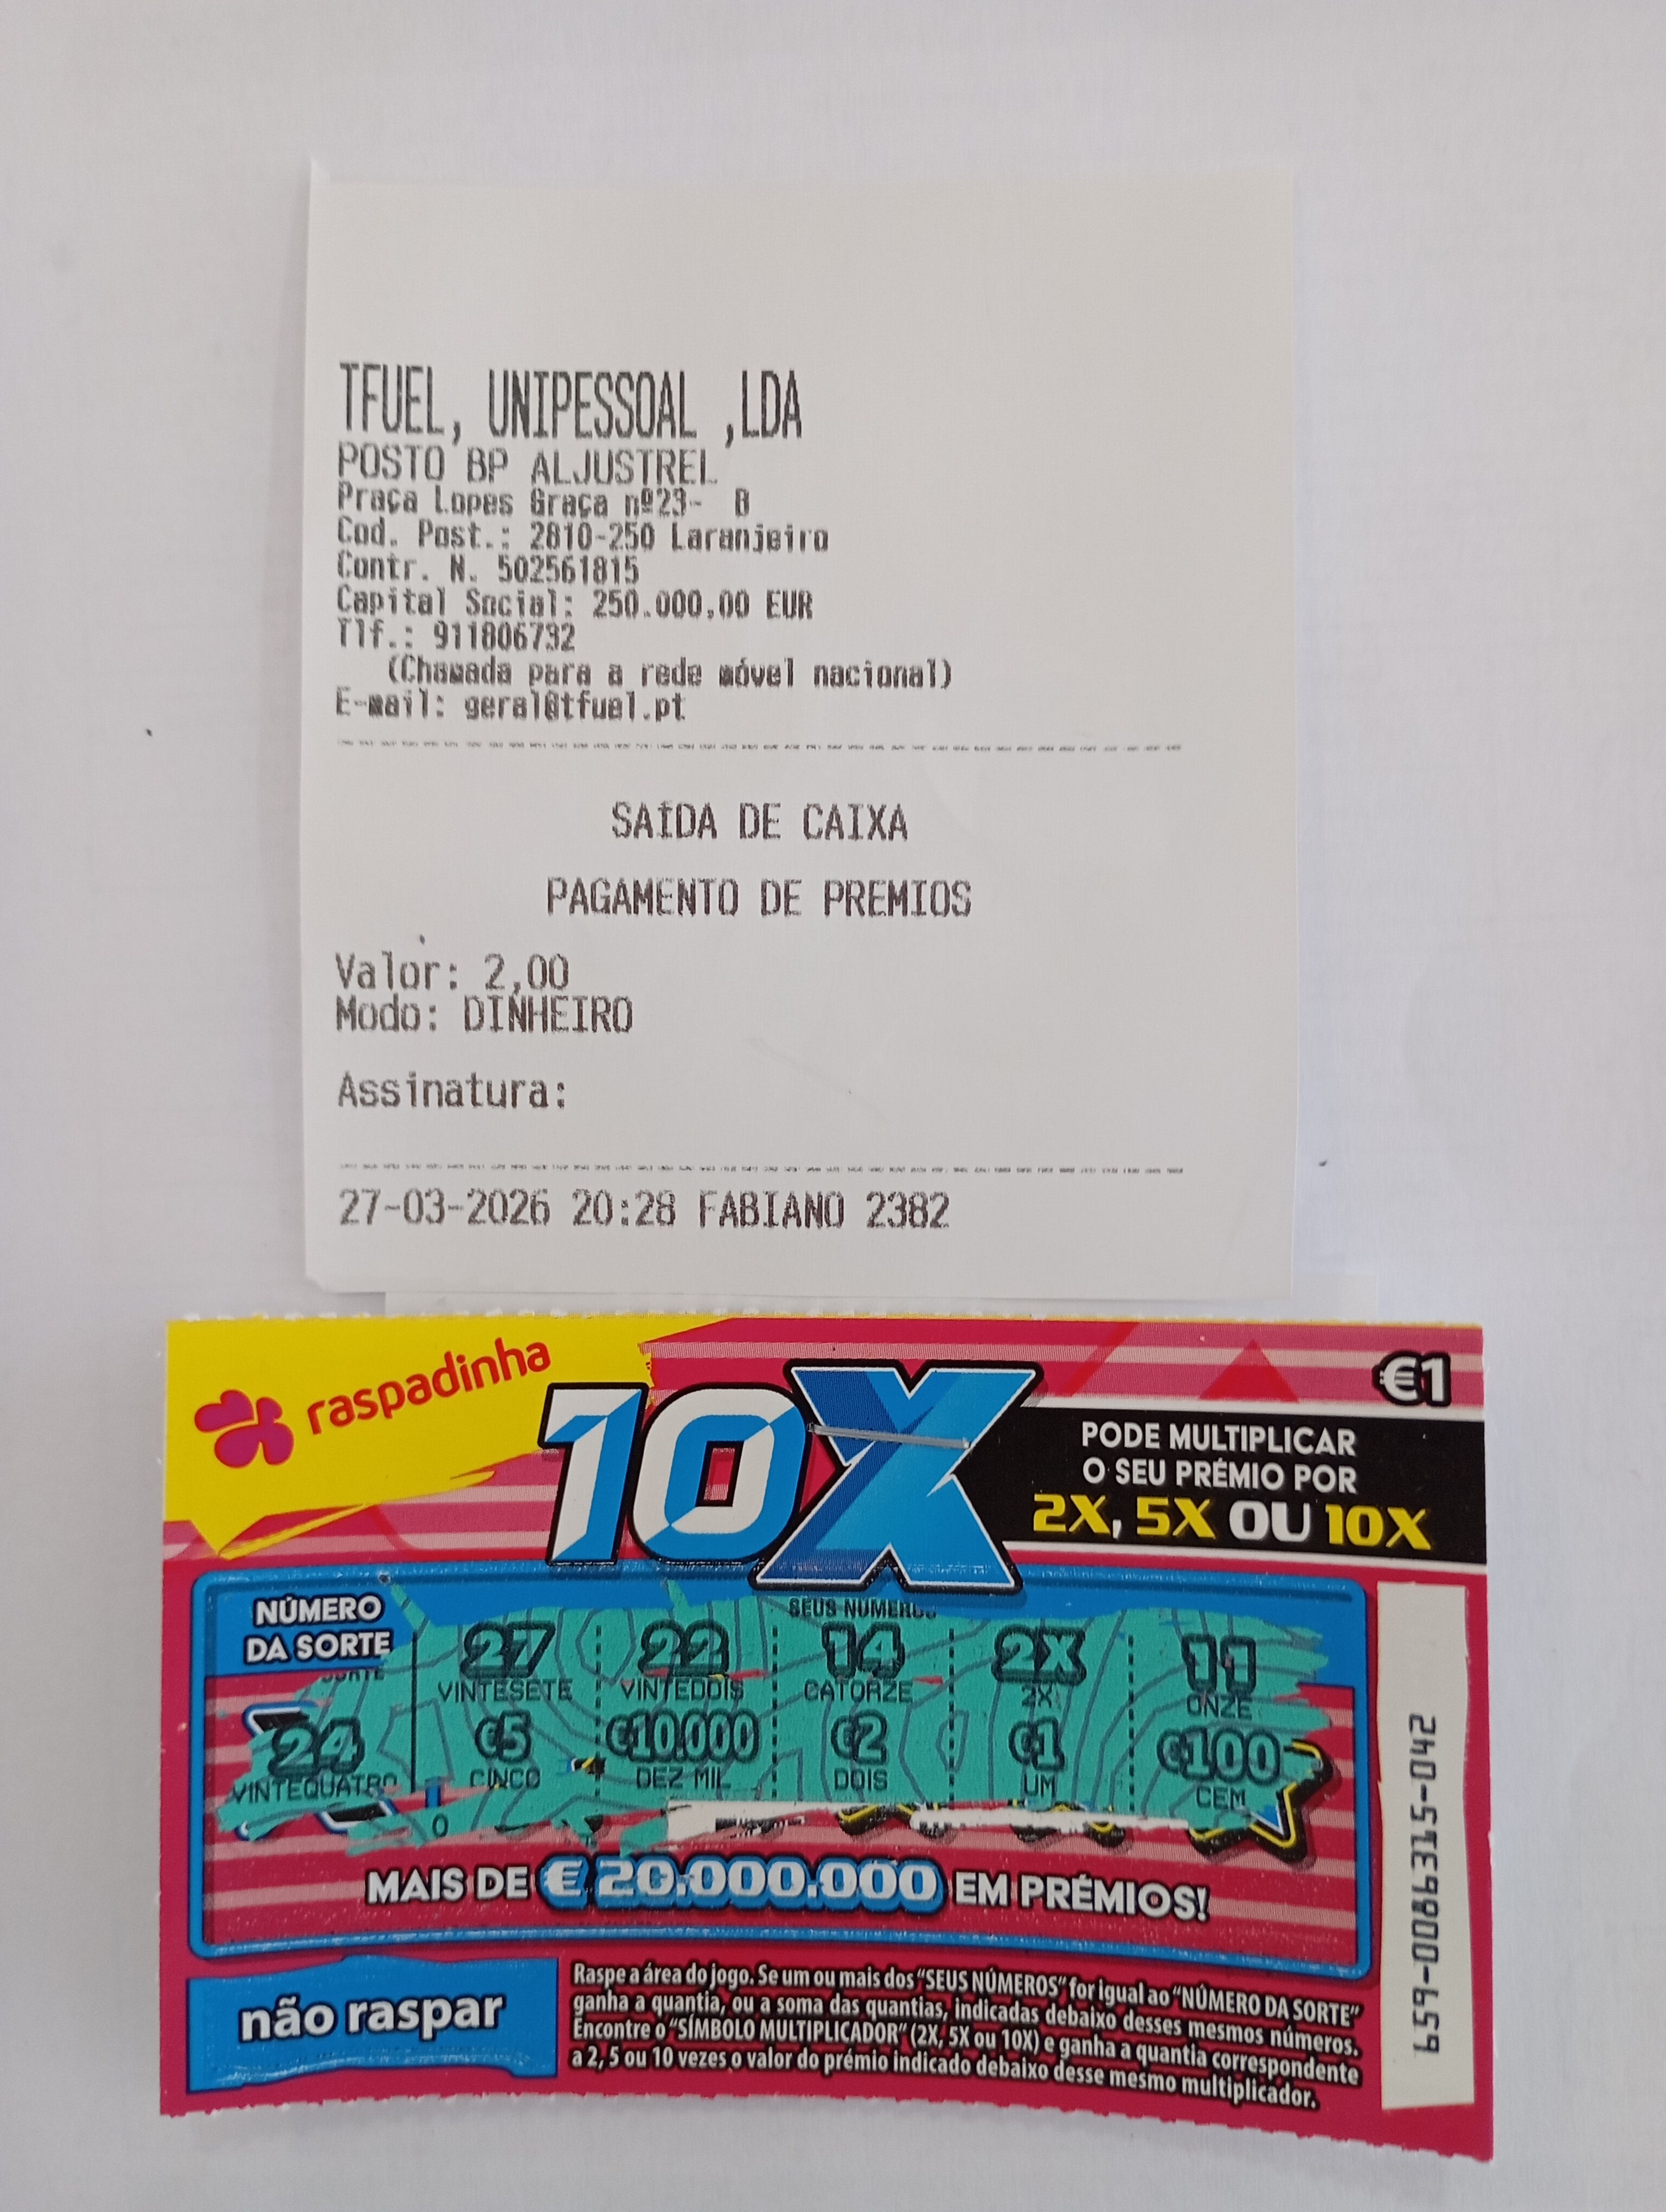 TFUEL, UNIPESSOAL ,LDA
POSTO BP ALJUSTREL
Praça Lopes Graça nº23- B
Cod. Post.: 2810-250 Laranjeiro
Contr. N. 502561815
Capital Social: 250.000,00 EUR
Tlf.: 911806732
(Chamada para a rede móvel nacional)
E-mail: geral@tfuel.pt
SAÍDA DE CAIXA
PAGAMENTO DE PREMIOS
Valor: 2,00
Modo: DINHEIRO
Assinatura:
27-03-2026 20:28 FABIANO 2382
raspadinha
10X
€1
PODE MULTIPLICAR
O SEU PRÉMIO POR
2X, 5X OU 10X
NÚMERO
DA SORTE
SEUS NÚMEROS
27 22 14 2X 11
VINTESETE VINTEDOIS CATORZE 2X ONZE
24
VINTEQUATRO
€5 €10.000 €2 €1 €100
CINCO DEZ MIL DOIS UM CEM
MAIS DE € 20.000.000 EM PRÉMIOS!
não raspar
Raspe a área do jogo. Se um ou mais dos "SEUS NÚMEROS" for igual ao "NÚMERO DA SORTE"
ganha a quantia, ou a soma das quantias, indicadas debaixo desses mesmos números.
Encontre o "SÍMBOLO MULTIPLICADOR" (2X, 5X ou 10X) e ganha a quantia correspondente
a 2, 5 ou 10 vezes o valor do prémio indicado debaixo desse mesmo multiplicador.
659-0086315-042